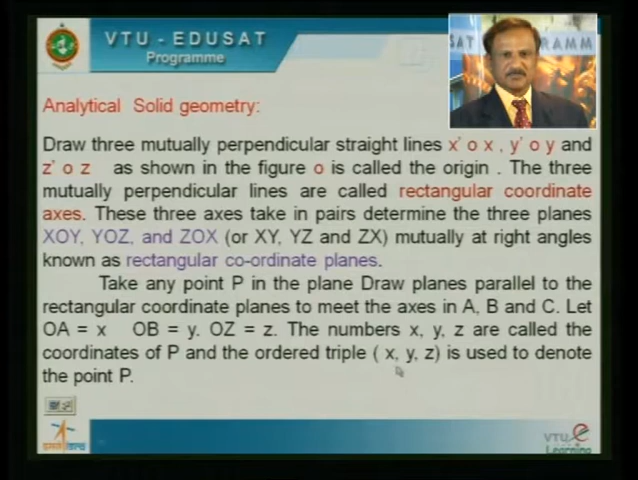 VTU - EDUSAT
Programme
SAT
RAMM
Analytical Solid geometry:
Draw three mutually perpendicular straight lines x' o x , y' o y and
z' o z as shown in the figure o is called the origin . The three
mutually perpendicular lines are called rectangular coordinate
axes. These three axes take in pairs determine the three planes
XOY, YOZ, and ZOX (or XY, YZ and ZX) mutually at right angles
known as rectangular co-ordinate planes.
Take any point P in the plane Draw planes parallel to the
rectangular coordinate planes to meet the axes in A, B and C. Let
OA = x OB = y. OZ = z. The numbers x, y, z are called the
coordinates of P and the ordered triple ( x, y, z) is used to denote
the point P.
VTU e
Learning